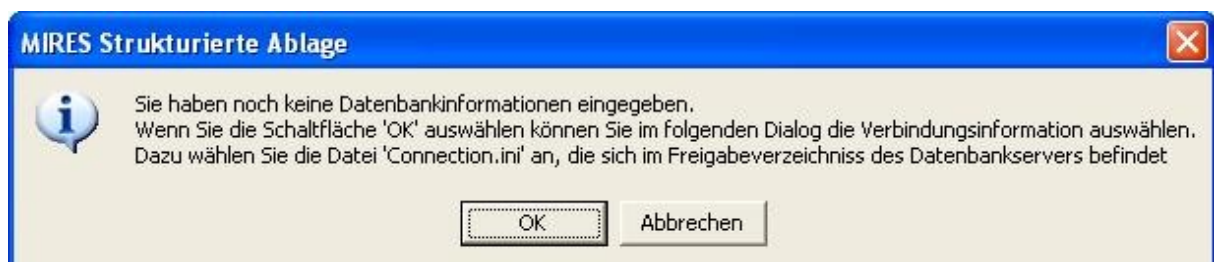 MIRES Strukturierte Ablage
Sie haben noch keine Datenbankinformationen eingegeben.
Wenn Sie die Schaltfläche 'OK' auswählen können Sie im folgenden Dialog die Verbindungsinformation auswählen.
Dazu wählen Sie die Datei 'Connection.ini' an, die sich im Freigabeverzeichniss des Datenbankservers befindet
OK
Abbrechen